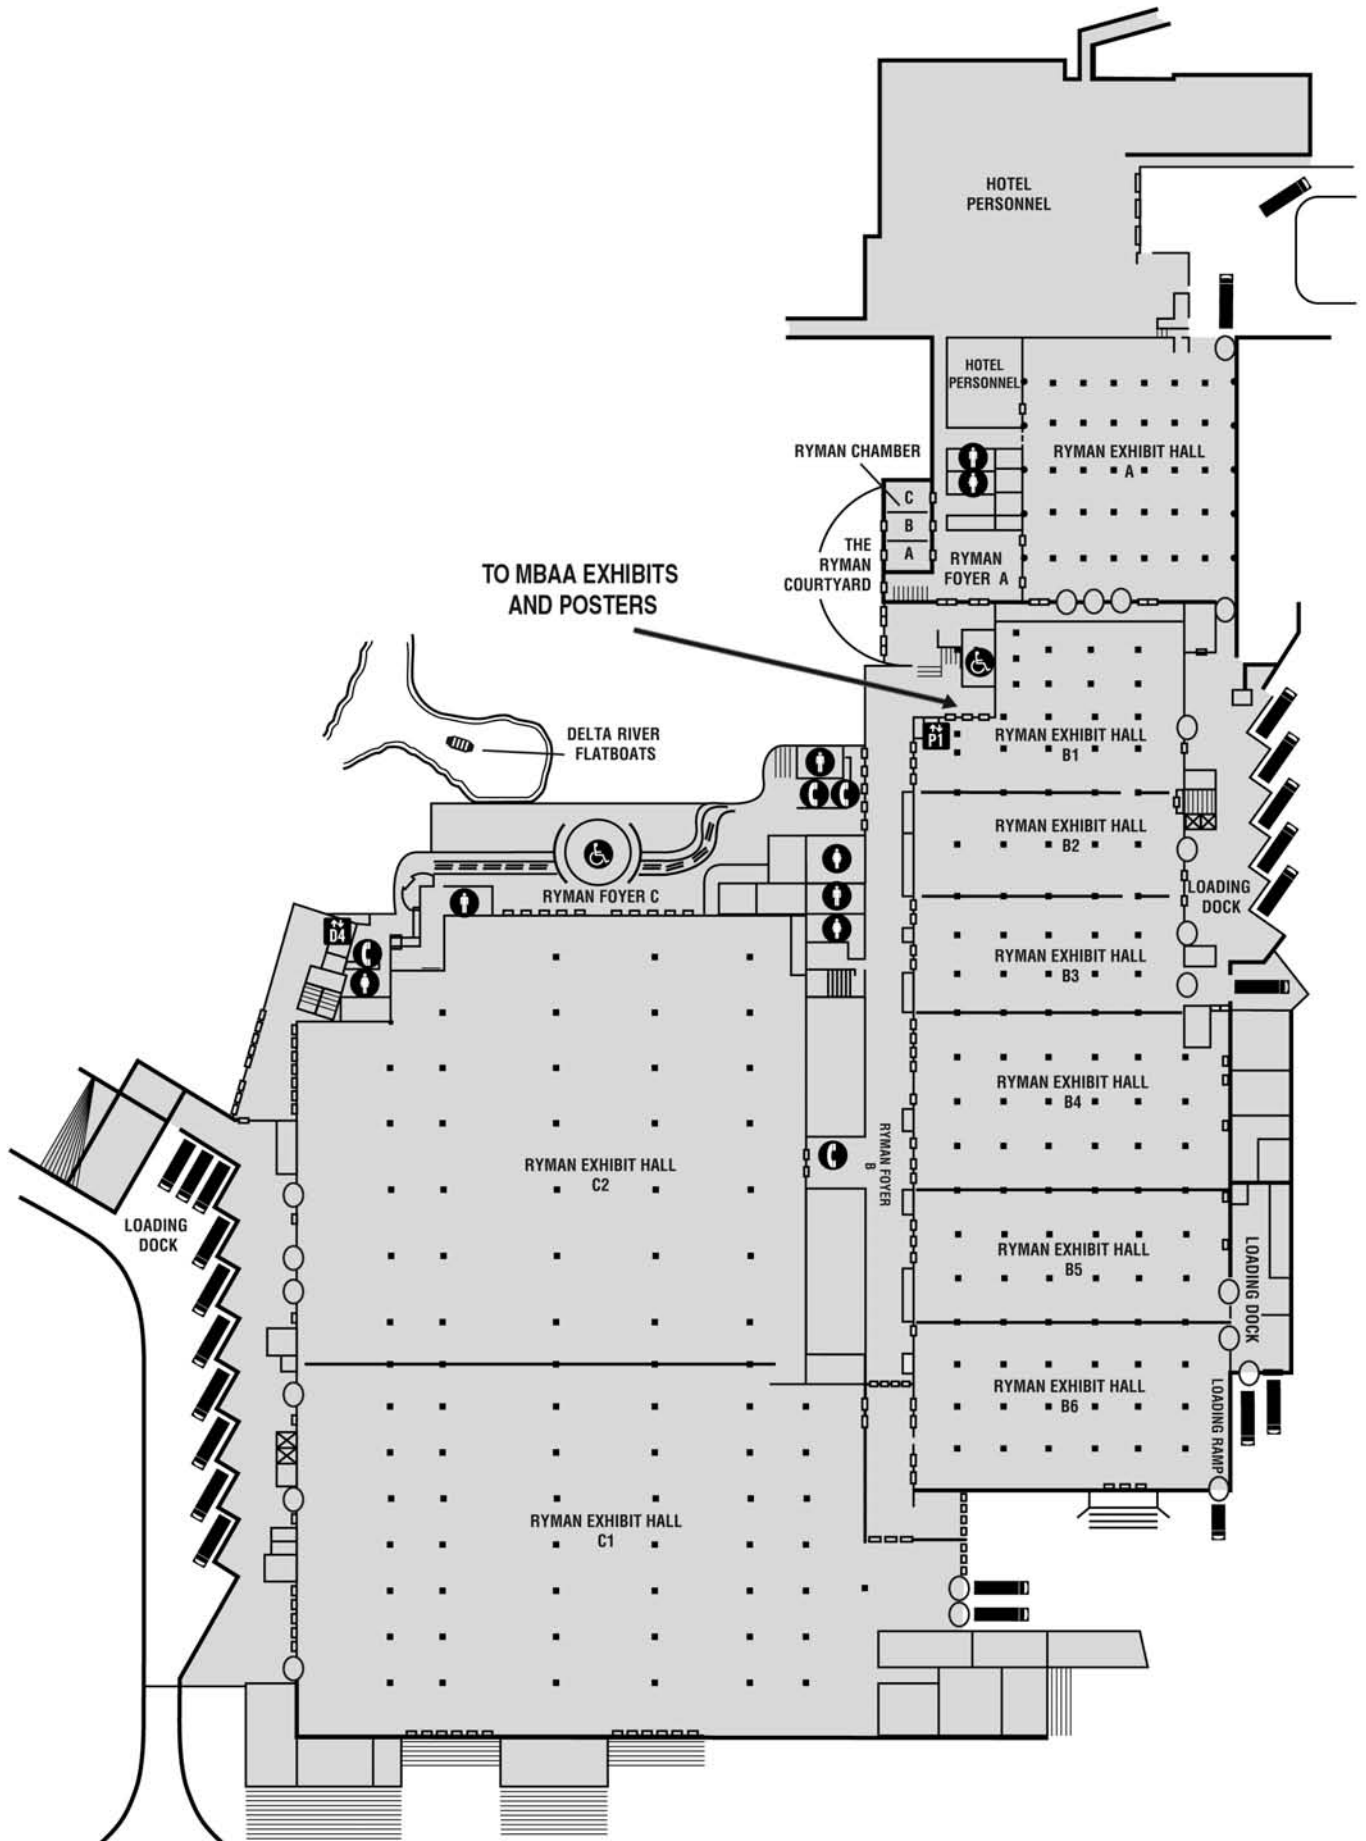 HOTEL
PERSONNEL
HOTEL
PERSONNEL
RYMAN EXHIBIT HALL
A
RYMAN CHAMBER
C
B
A
THE
RYMAN
COURTYARD
RYMAN
FOYER A
TO MBAA EXHIBITS
AND POSTERS
DELTA RIVER
FLATBOATS
P1
RYMAN EXHIBIT HALL
B1
RYMAN EXHIBIT HALL
B2
LOADING
DOCK
RYMAN FOYER C
D4
RYMAN EXHIBIT HALL
B3
RYMAN EXHIBIT HALL
B4
RYMAN FOYER
B
RYMAN EXHIBIT HALL
C2
LOADING
DOCK
RYMAN EXHIBIT HALL
B5
LOADING DOCK
RYMAN EXHIBIT HALL
B6
LOADING RAMP
RYMAN EXHIBIT HALL
C1